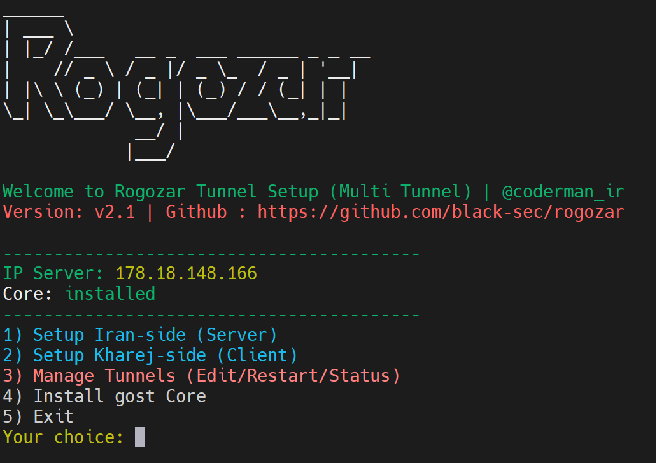 Rogozar
Welcome to Rogozar Tunnel Setup (Multi Tunnel) | @coderman_ir
Version: v2.1 | Github : https://github.com/black-sec/rogozar
-----------------------------------------
IP Server: 178.18.148.166
Core: installed
-----------------------------------------
1) Setup Iran-side (Server)
2) Setup Kharej-side (Client)
3) Manage Tunnels (Edit/Restart/Status)
4) Install gost Core
5) Exit
Your choice: